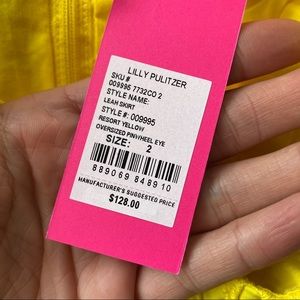 LILLY PULITZER
SKU #
009995 7732CO 2
STYLE NAME:
LEAH SKIRT
STYLE #: 009995
RESORT YELLOW
OVERSIZED PINWHEEL EYE
SIZE: 2
889069 848910
MANUFACTURER'S SUGGESTED PRICE
$128.00